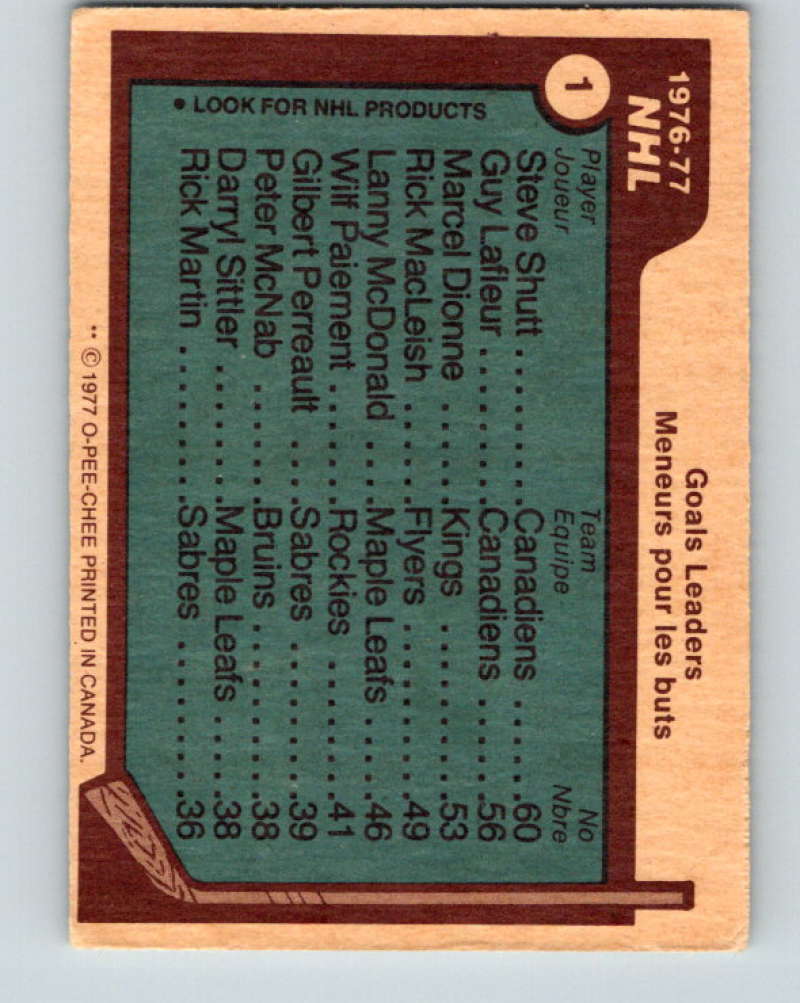 1976-77
NHL
1
Goals Leaders
Meneurs pour les buts
Player Team No
Joueur Equipe Nbre
Steve Shutt .........Canadiens .....60
Guy Lafleur .........Canadiens .....56
Marcel Dionne ......Kings .........53
Rick MacLeish ......Flyers .........49
Lanny McDonald ....Maple Leafs ....46
Wilf Paiement .......Rockies ........41
Gilbert Perreault ....Sabres ........39
Peter McNab .......Bruins .........38
Darryl Sittler ........Maple Leafs ....38
Rick Martin .........Sabres ........36
• LOOK FOR NHL PRODUCTS
** © 1977 O-PEE-CHEE PRINTED IN CANADA.